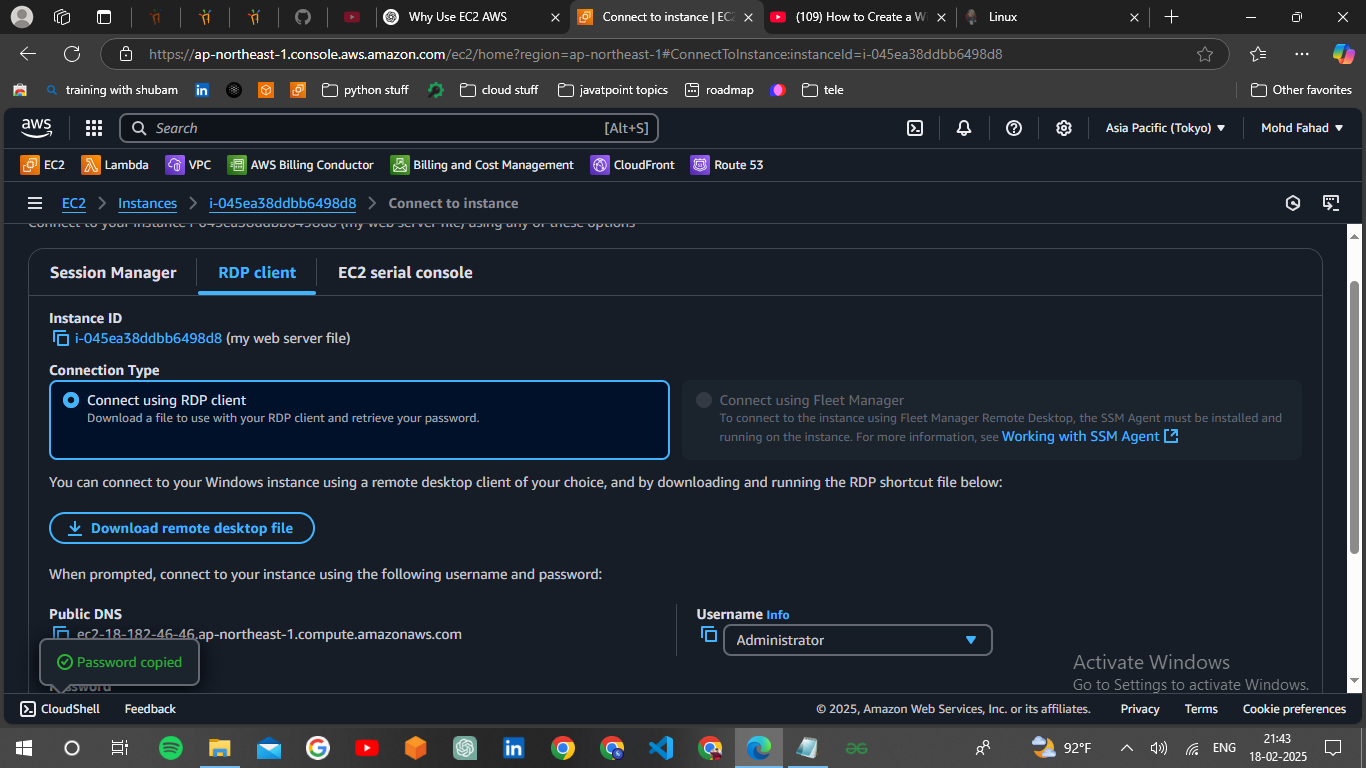 Why Use EC2 AWS
Connect to instance | EC2
(109) How to Create a Wi
Linux
https://ap-northeast-1.console.aws.amazon.com/ec2/home?region=ap-northeast-1#ConnectToInstance:instanceId=i-045ea38ddbb6498d8
training with shubam
python stuff
cloud stuff
javatpoint topics
roadmap
tele
Other favorites
aws
Search
[Alt+S]
Asia Pacific (Tokyo)
Mohd Fahad
EC2
Lambda
VPC
AWS Billing Conductor
Billing and Cost Management
CloudFront
Route 53
EC2
Instances
i-045ea38ddbb6498d8
Connect to instance
Connect to your instance i-045ea38ddbb6498d8 (my web server file) using any of these options
Session Manager
RDP client
EC2 serial console
Instance ID
i-045ea38ddbb6498d8 (my web server file)
Connection Type
Connect using RDP client
Download a file to use with your RDP client and retrieve your password.
Connect using Fleet Manager
To connect to the instance using Fleet Manager Remote Desktop, the SSM Agent must be installed and
running on the instance. For more information, see Working with SSM Agent
You can connect to your Windows instance using a remote desktop client of your choice, and by downloading and running the RDP shortcut file below:
Download remote desktop file
When prompted, connect to your instance using the following username and password:
Public DNS
ec2-18-182-46-46.ap-northeast-1.compute.amazonaws.com
Username Info
Administrator
Password copied
Password
Activate Windows
Go to Settings to activate Windows.
CloudShell
Feedback
© 2025, Amazon Web Services, Inc. or its affiliates.
Privacy
Terms
Cookie preferences
92°F
ENG
21:43
18-02-2025